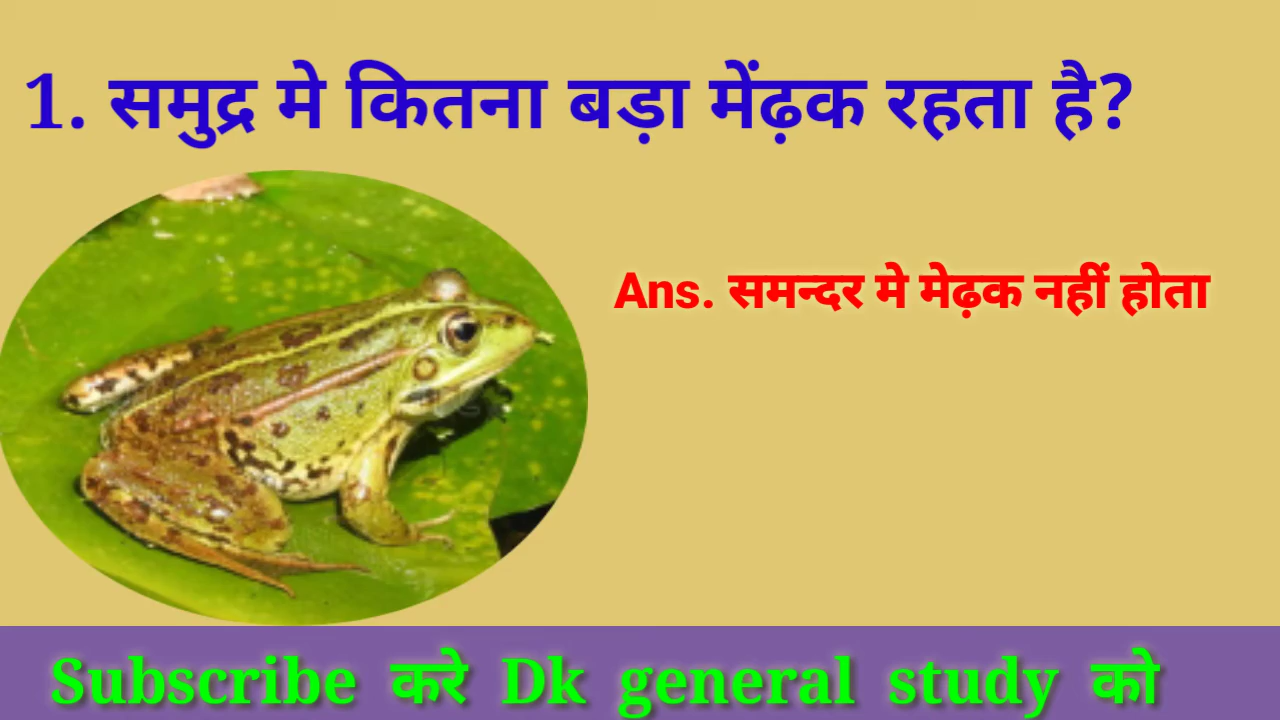 1. समुद्र मे कितना बड़ा मेंढ़क रहता है?
Ans. समन्दर मे मेढ़क नहीं होता
Subscribe करे Dk general study को